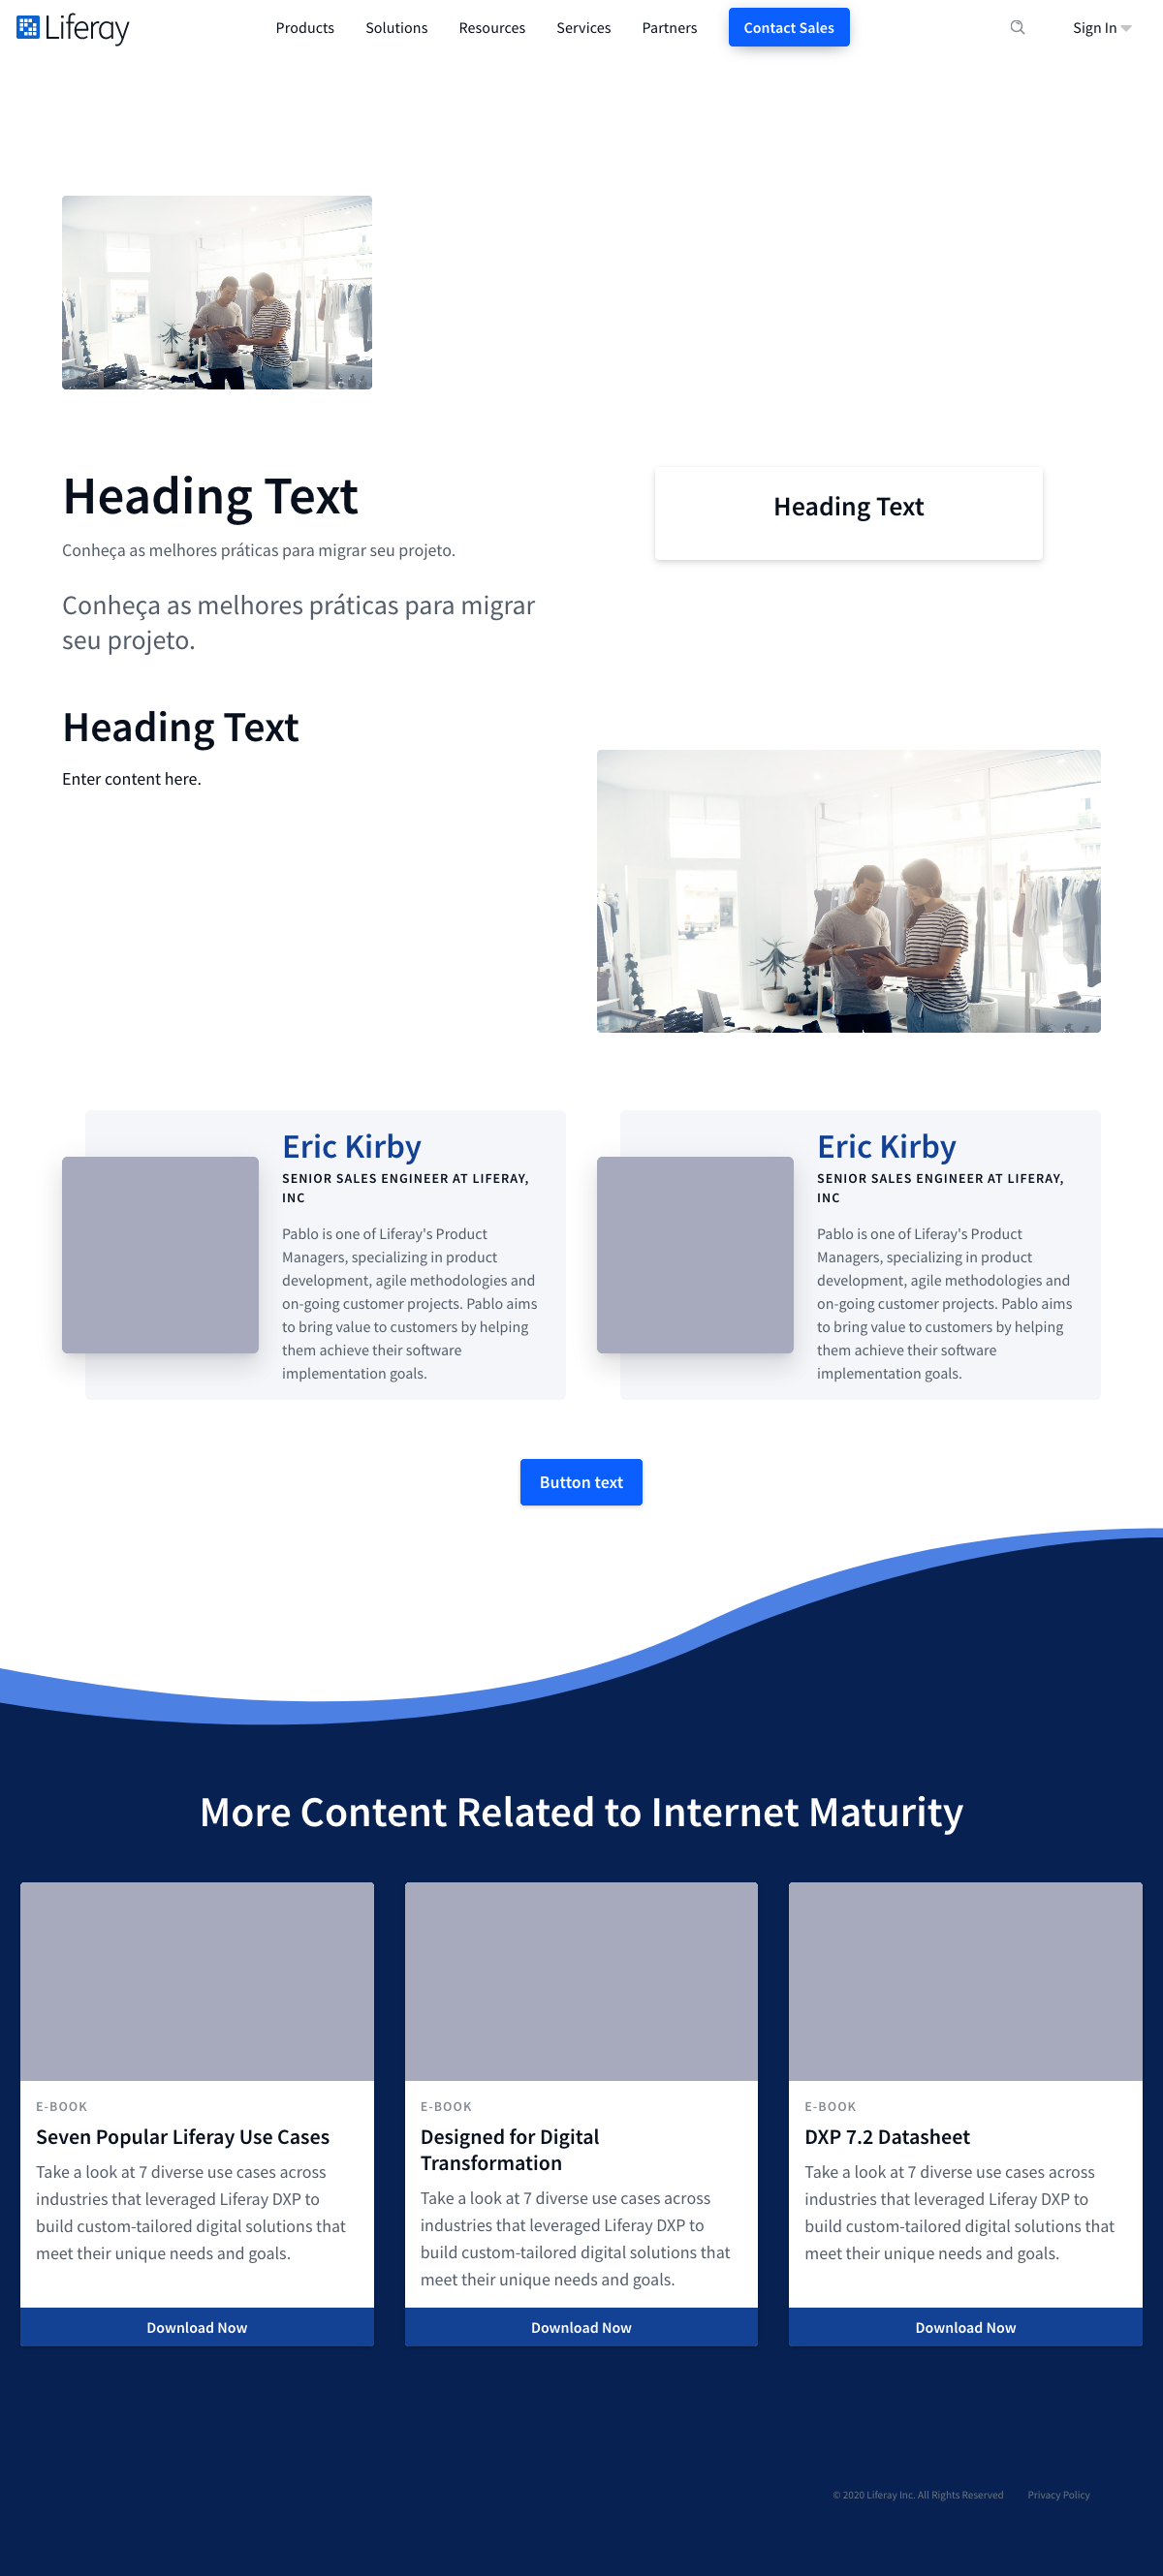 Liferay
Products Solutions Resources Services Partners Contact Sales Sign In
Heading Text
Conheça as melhores práticas para migrar seu projeto.
Conheça as melhores práticas para migrar
seu projeto.
Heading Text
Heading Text
Enter content here.
Eric Kirby
SENIOR SALES ENGINEER AT LIFERAY,
INC
Pablo is one of Liferay's Product
Managers, specializing in product
development, agile methodologies and
on-going customer projects. Pablo aims
to bring value to customers by helping
them achieve their software
implementation goals.
Eric Kirby
SENIOR SALES ENGINEER AT LIFERAY,
INC
Pablo is one of Liferay's Product
Managers, specializing in product
development, agile methodologies and
on-going customer projects. Pablo aims
to bring value to customers by helping
them achieve their software
implementation goals.
Button text
More Content Related to Internet Maturity
E-BOOK
Seven Popular Liferay Use Cases
Take a look at 7 diverse use cases across
industries that leveraged Liferay DXP to
build custom-tailored digital solutions that
meet their unique needs and goals.
Download Now
E-BOOK
Designed for Digital
Transformation
Take a look at 7 diverse use cases across
industries that leveraged Liferay DXP to
build custom-tailored digital solutions that
meet their unique needs and goals.
Download Now
E-BOOK
DXP 7.2 Datasheet
Take a look at 7 diverse use cases across
industries that leveraged Liferay DXP to
build custom-tailored digital solutions that
meet their unique needs and goals.
Download Now
© 2020 Liferay Inc. All Rights Reserved Privacy Policy